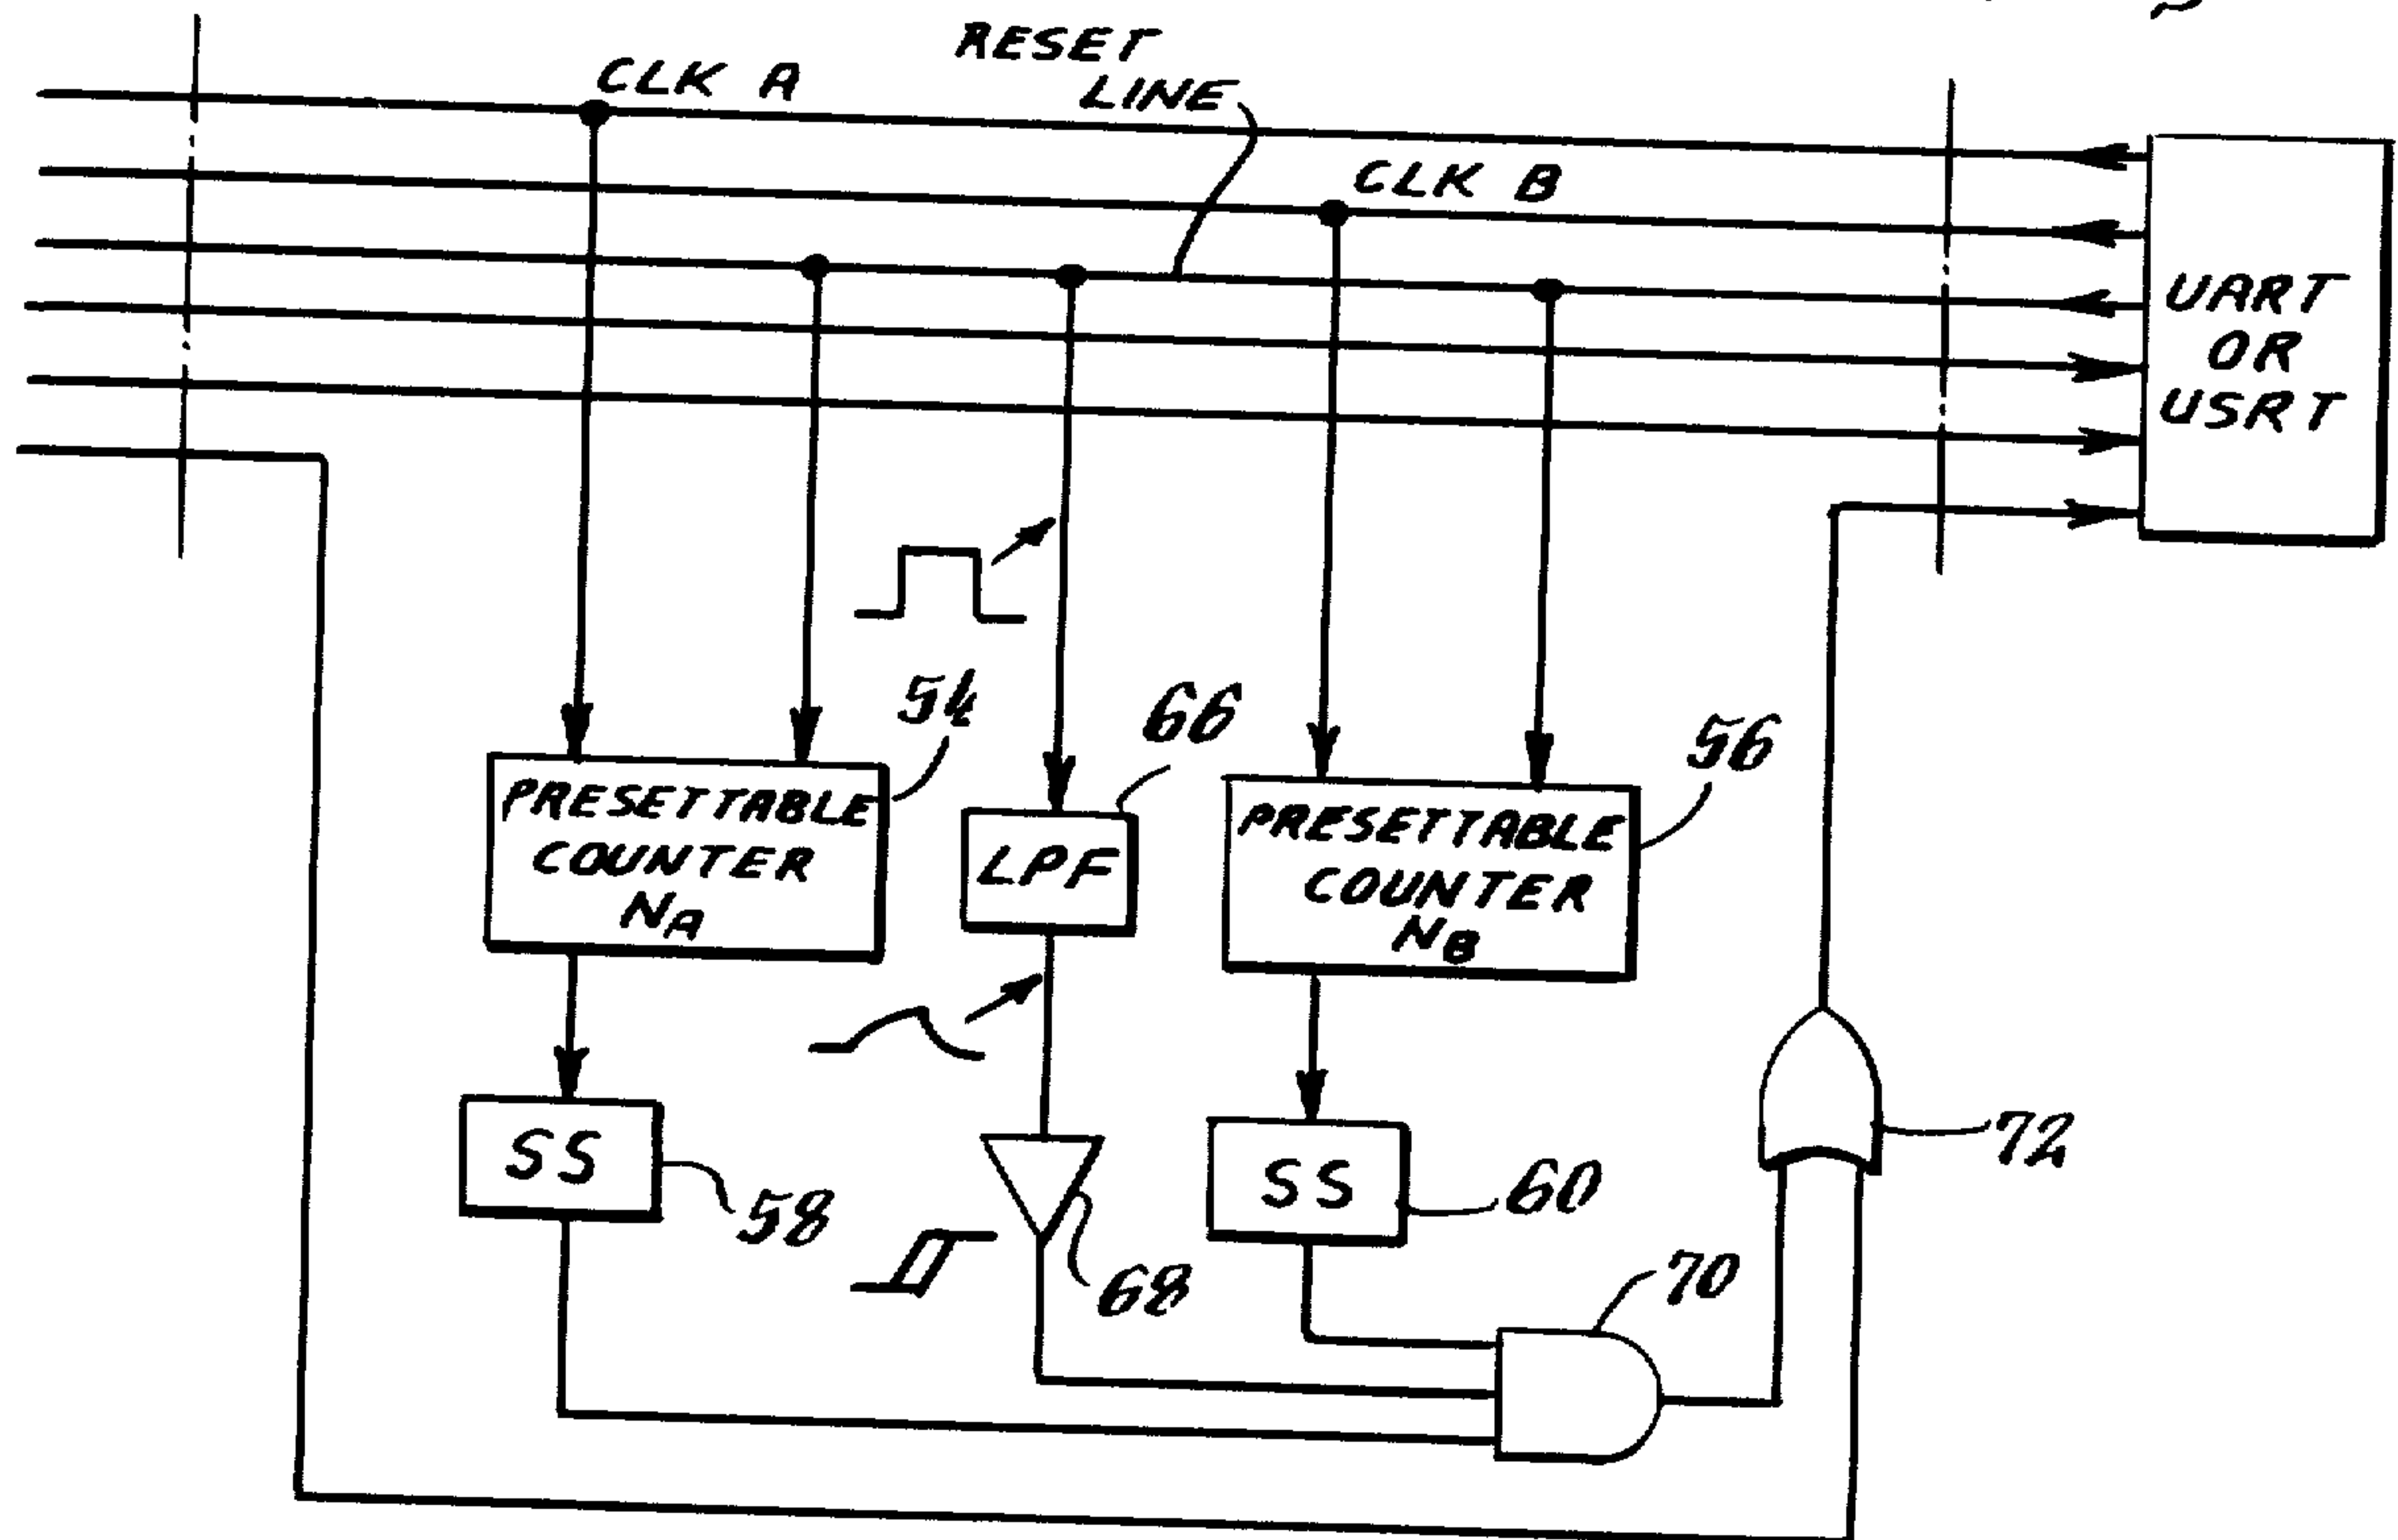 RESET
LINE
CLK A
CLK B
UART
OR
USRT
54
66
56
PRESETTABLE
COUNTER
NA
LPF
PRESETTABLE
COUNTER
NB
SS
58
68
SS
60
70
72